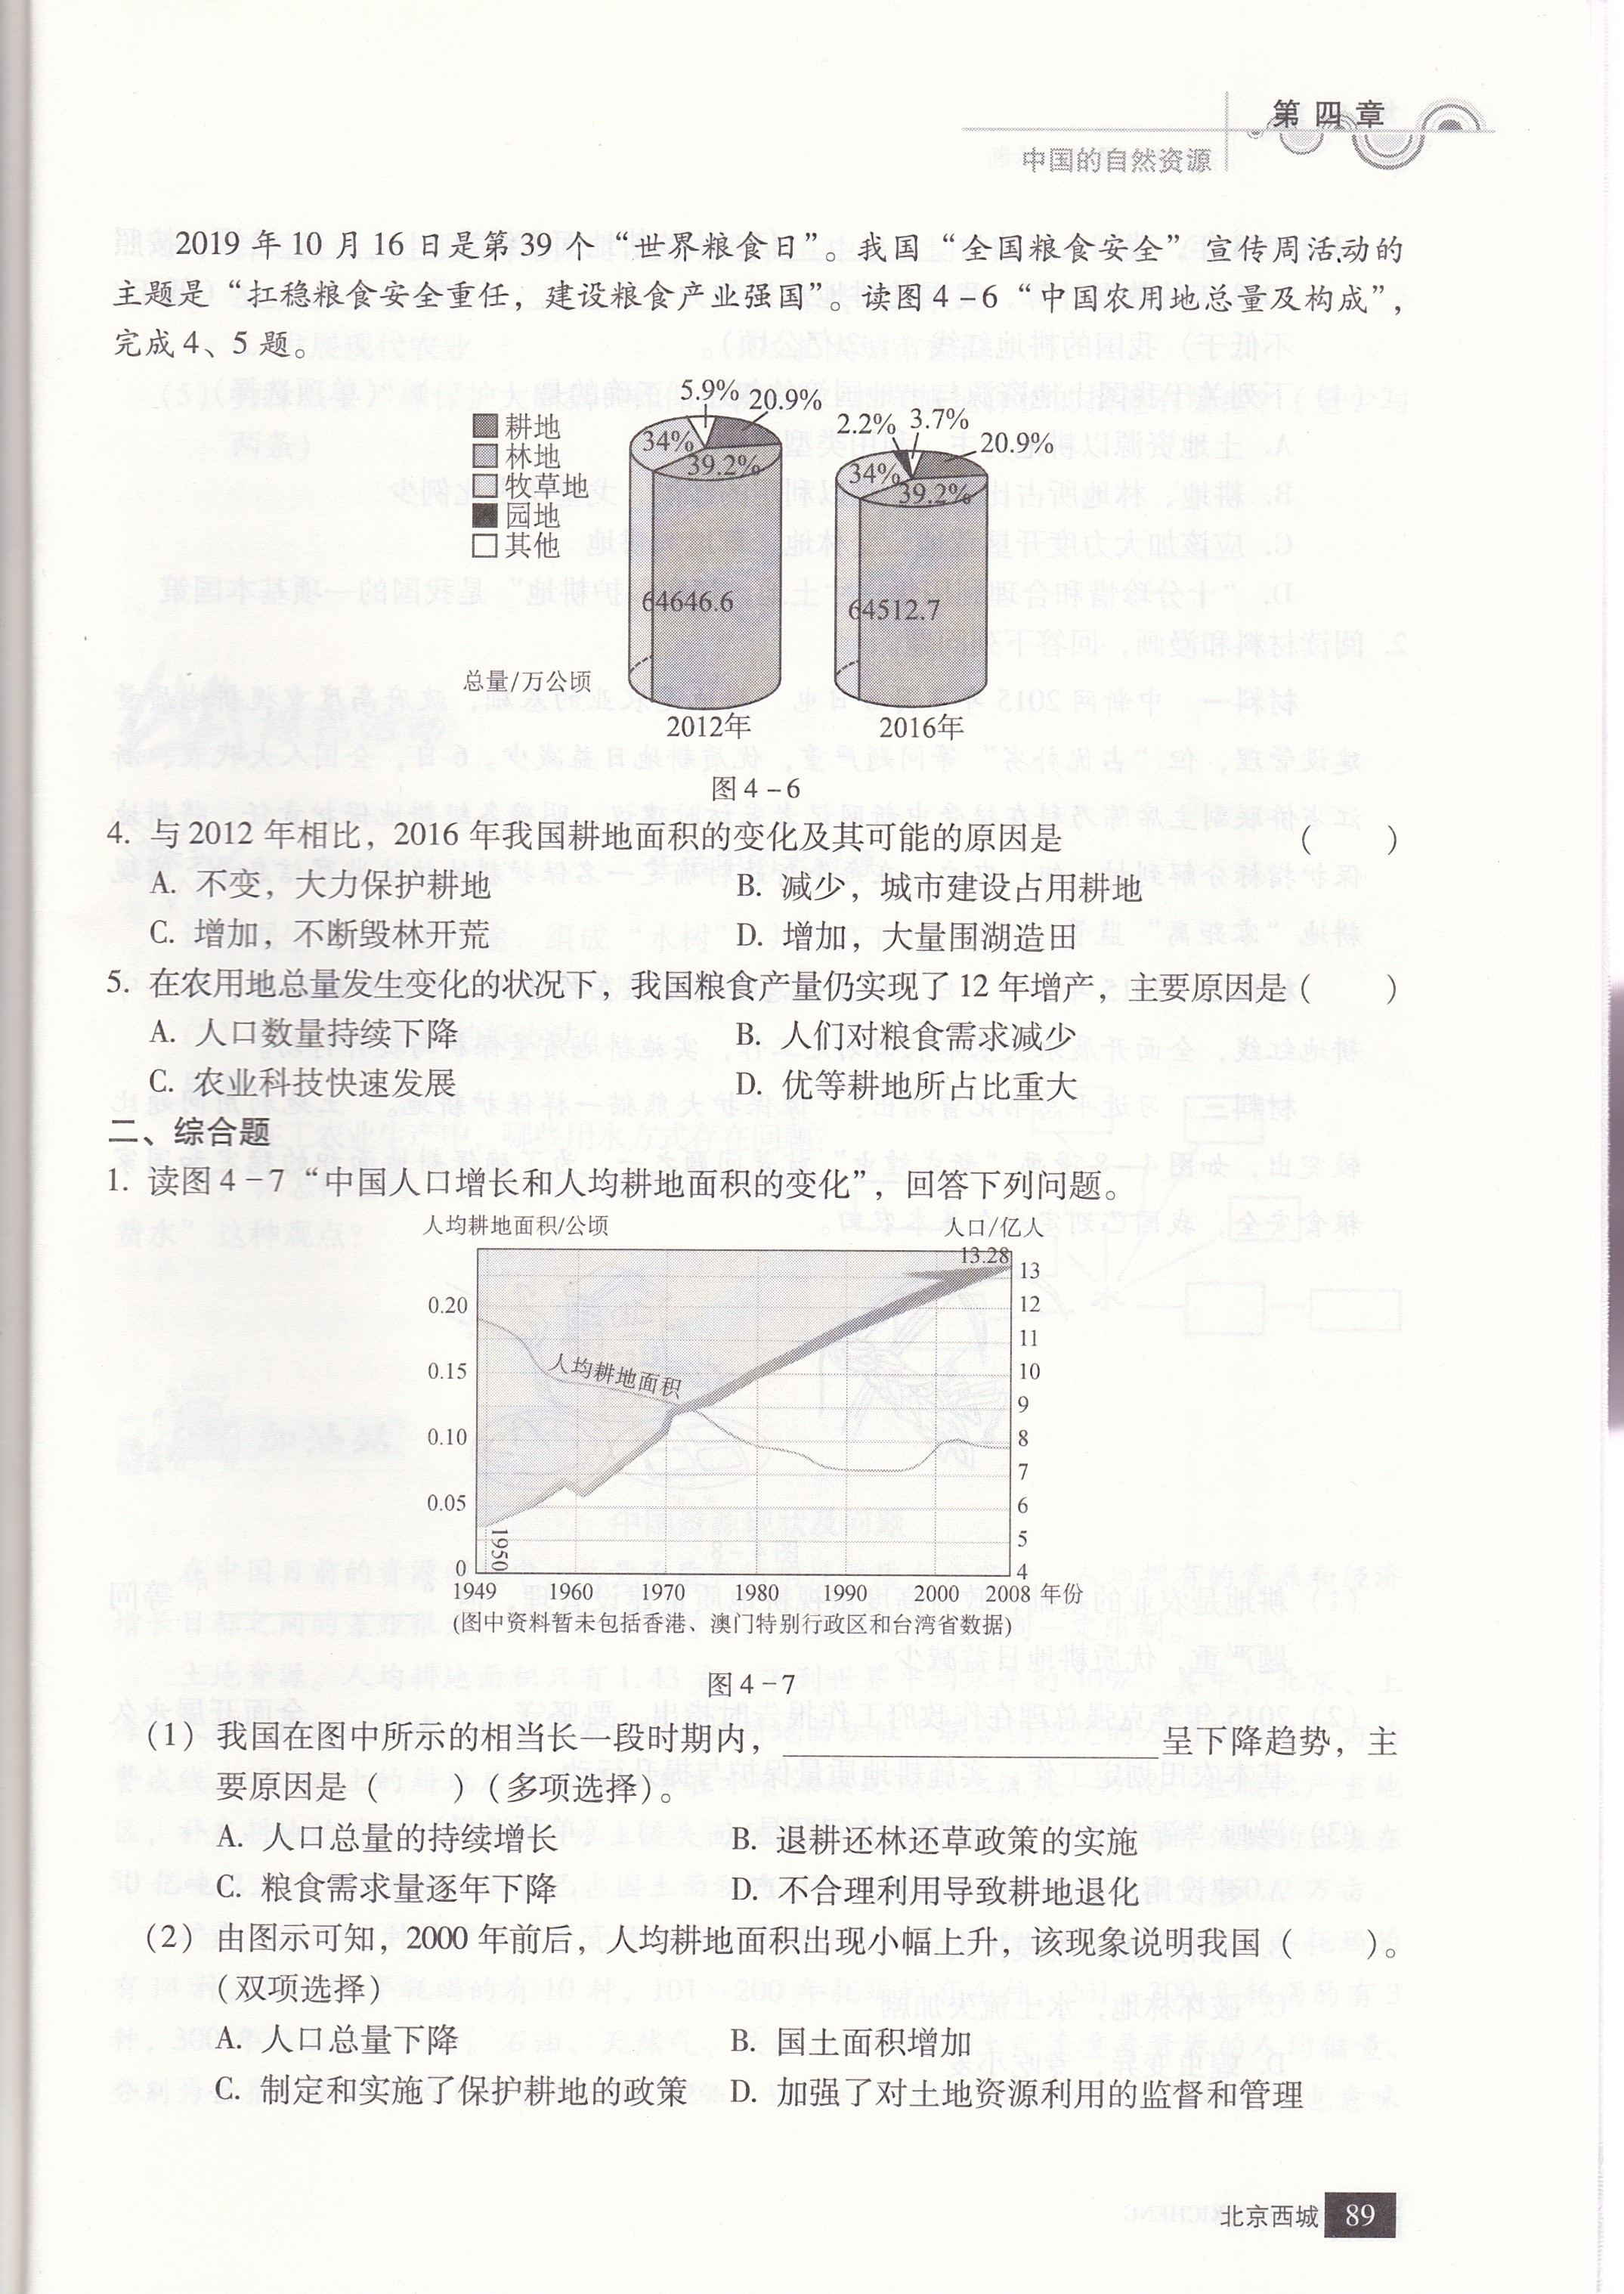 第四章
中国的自然资源
2019 年 10 月 16 日是第 39 个“世界粮食日”。我国“全国粮食安全”宣传周活动的
主题是“扛稳粮食安全重任，建设粮食产业强国”。读图 4－6“中国农用地总量及构成”，
完成 4、5 题。
耕地
林地
牧草地
园地
其他
5.9%
20.9%
34%
39.2%
2.2%
3.7%
20.9%
34%
39.2%
64646.6
64512.7
总量/万公顷
2012年
2016年
图 4－6
4. 与 2012 年相比，2016 年我国耕地面积的变化及其可能的原因是 （　　）
A. 不变，大力保护耕地
B. 减少，城市建设占用耕地
C. 增加，不断毁林开荒
D. 增加，大量围湖造田
5. 在农用地总量发生变化的状况下，我国粮食产量仍实现了 12 年增产，主要原因是（　　）
A. 人口数量持续下降
B. 人们对粮食需求减少
C. 农业科技快速发展
D. 优等耕地所占比重大
二、综合题
1. 读图 4－7“中国人口增长和人均耕地面积的变化”，回答下列问题。
人均耕地面积/公顷
人口/亿人
13.28
13
0.20
12
11
0.15
10
人均耕地面积
9
0.10
8
7
0.05
6
5
1950
0
4
1949 1960 1970 1980 1990 2000 2008 年份
(图中资料暂未包括香港、澳门特别行政区和台湾省数据)
图 4－7
（1）我国在图中所示的相当长一段时期内，____________________呈下降趋势，主
要原因是（　　）（多项选择）。
A. 人口总量的持续增长
B. 退耕还林还草政策的实施
C. 粮食需求量逐年下降
D. 不合理利用导致耕地退化
（2）由图示可知，2000 年前后，人均耕地面积出现小幅上升，该现象说明我国（　　）。
（双项选择）
A. 人口总量下降
B. 国土面积增加
C. 制定和实施了保护耕地的政策
D. 加强了对土地资源利用的监督和管理
北京西城 89